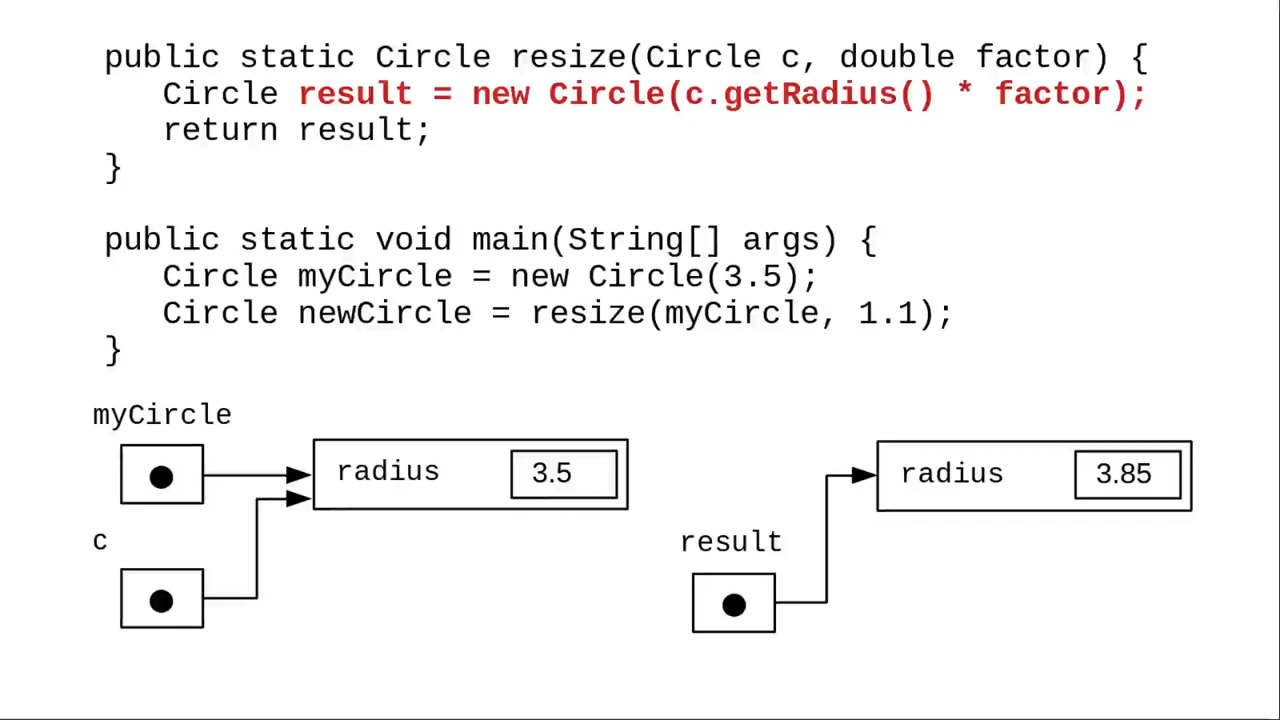 public static Circle resize(Circle c, double factor) {
   Circle result = new Circle(c.getRadius() * factor);
   return result;
}
public static void main(String[] args) {
   Circle myCircle = new Circle(3.5);
   Circle newCircle = resize(myCircle, 1.1);
}
myCircle
radius 3.5
radius 3.85
c
result